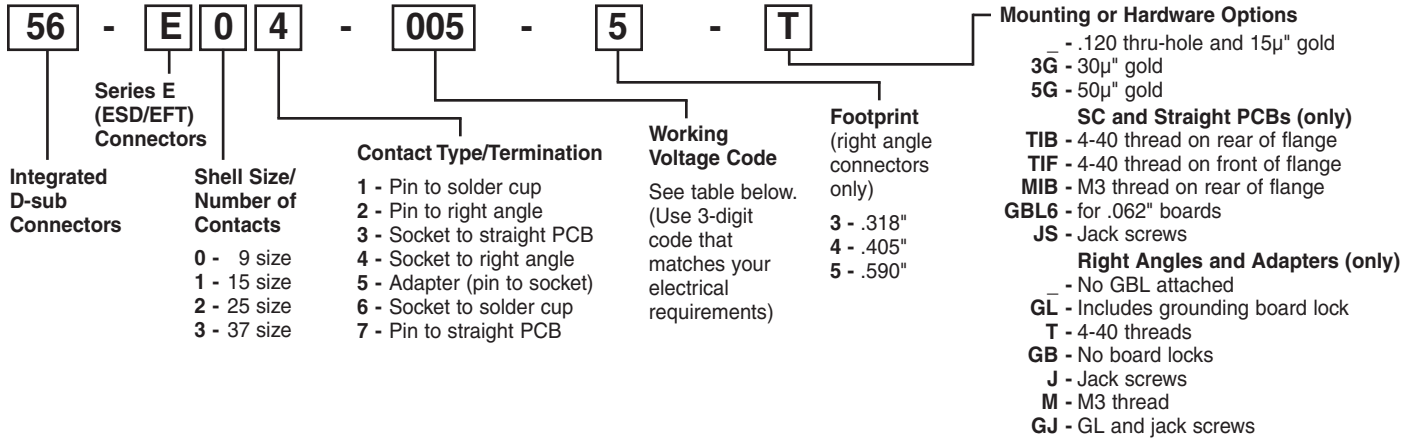 56 - E 0 4 - 005 - 5 - T
Integrated
D-sub
Connectors
Series E
(ESD/EFT)
Connectors
Shell Size/
Number of
Contacts
0 - 9 size
1 - 15 size
2 - 25 size
3 - 37 size
Contact Type/Termination
1 - Pin to solder cup
2 - Pin to right angle
3 - Socket to straight PCB
4 - Socket to right angle
5 - Adapter (pin to socket)
6 - Socket to solder cup
7 - Pin to straight PCB
Working
Voltage Code
See table below.
(Use 3-digit
code that
matches your
electrical
requirements)
Footprint
(right angle
connectors
only)
3 - .318"
4 - .405"
5 - .590"
Mounting or Hardware Options
_ - .120 thru-hole and 15µ" gold
3G - 30µ" gold
5G - 50µ" gold
SC and Straight PCBs (only)
TIB - 4-40 thread on rear of flange
TIF - 4-40 thread on front of flange
MIB - M3 thread on rear of flange
GBL6 - for .062" boards
JS - Jack screws
Right Angles and Adapters (only)
_ - No GBL attached
GL - Includes grounding board lock
T - 4-40 threads
GB - No board locks
J - Jack screws
M - M3 thread
GJ - GL and jack screws